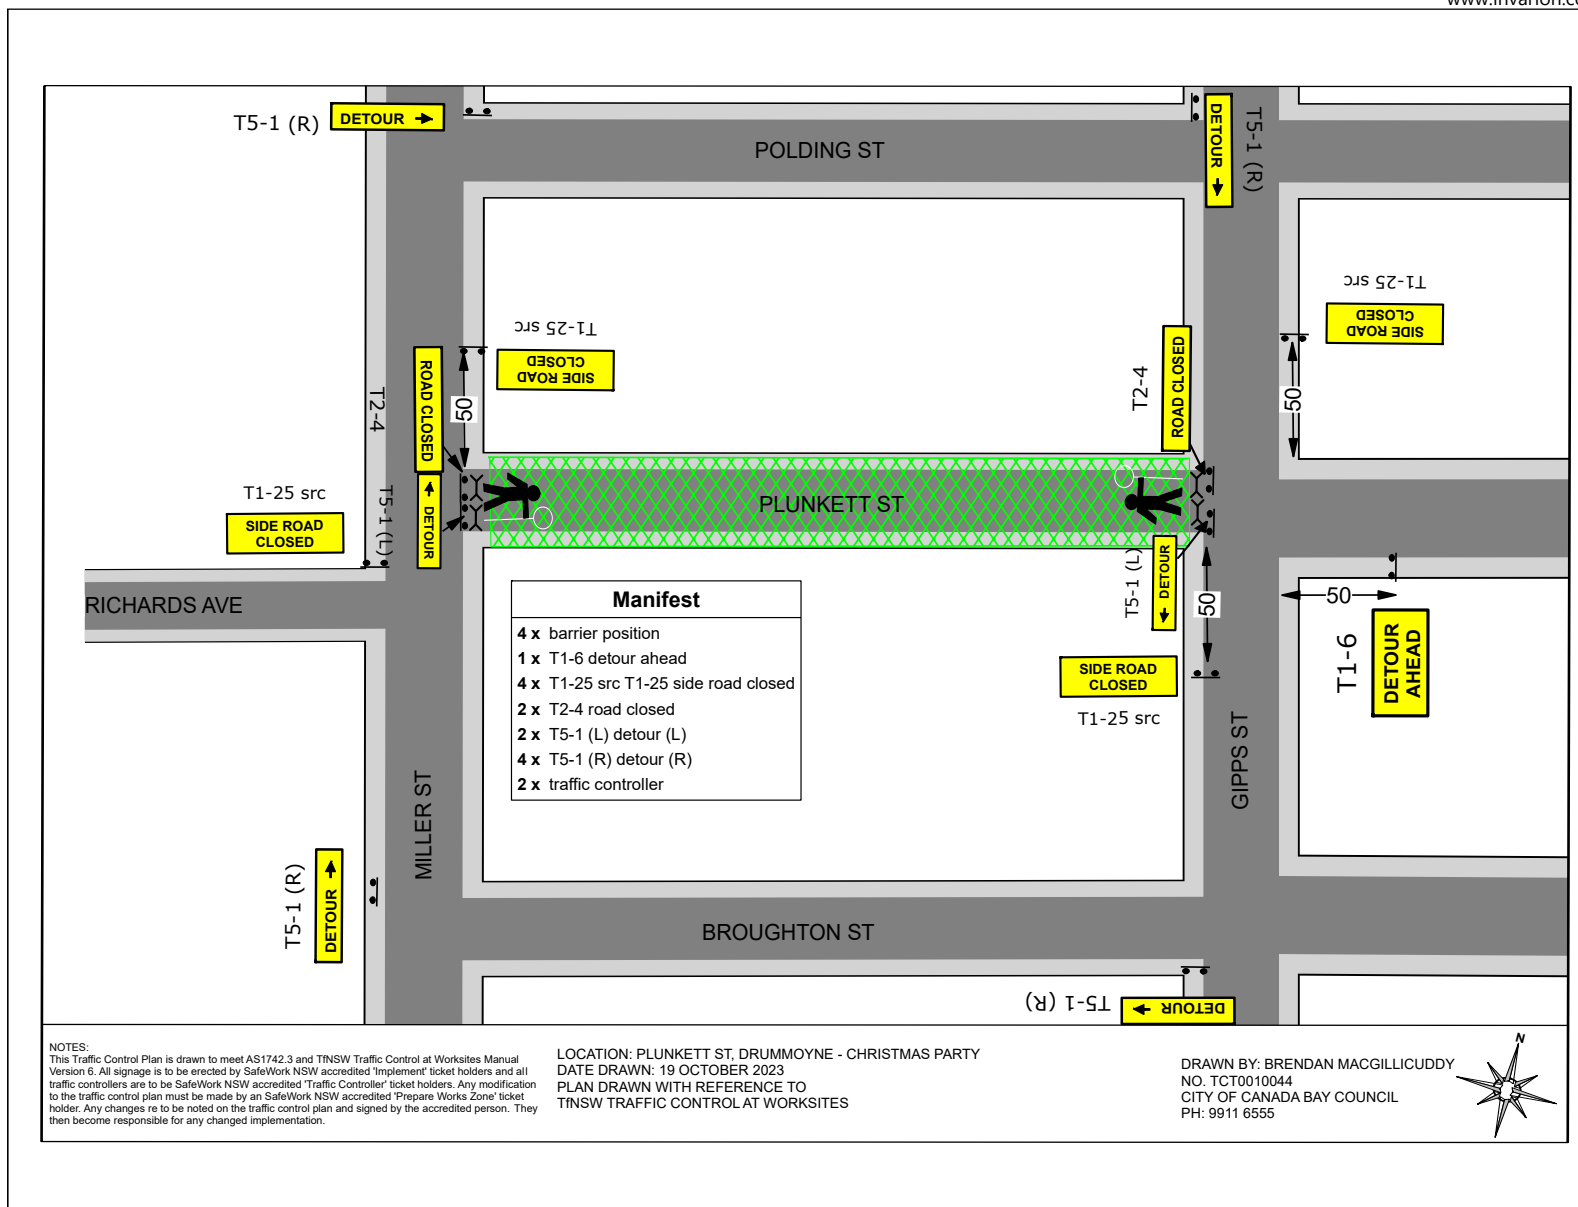 T5-1 (R)
DETOUR
POLDING ST
DETOUR
T5-1 (R)
T1-25 src
SIDE ROAD
CLOSED
T1-25 src
SIDE ROAD
CLOSED
T2-4
ROAD CLOSED
50
T2-4
ROAD CLOSED
50
T1-25 src
SIDE ROAD
CLOSED
T5-1 (L)
DETOUR
PLUNKETT ST
T5-1 (L)
DETOUR
50
50
RICHARDS AVE
Manifest
4 x barrier position
1 x T1-6 detour ahead
4 x T1-25 src T1-25 side road closed
2 x T2-4 road closed
2 x T5-1 (L) detour (L)
4 x T5-1 (R) detour (R)
2 x traffic controller
SIDE ROAD
CLOSED
T1-25 src
T1-6
DETOUR
AHEAD
MILLER ST
GIPPS ST
T5-1 (R)
DETOUR
BROUGHTON ST
T5-1 (R)
DETOUR
NOTES:
This Traffic Control Plan is drawn to meet AS1742.3 and TfNSW Traffic Control at Worksites Manual
Version 6. All signage is to be erected by SafeWork NSW accredited 'Implement' ticket holders and all
traffic controllers are to be SafeWork NSW accredited 'Traffic Controller' ticket holders. Any modification
to the traffic control plan must be made by an SafeWork NSW accredited 'Prepare Works Zone' ticket
holder. Any changes re to be noted on the traffic control plan and signed by the accredited person. They
then become responsible for any changed implementation.
LOCATION: PLUNKETT ST, DRUMMOYNE - CHRISTMAS PARTY
DATE DRAWN: 19 OCTOBER 2023
PLAN DRAWN WITH REFERENCE TO
TfNSW TRAFFIC CONTROL AT WORKSITES
DRAWN BY: BRENDAN MACGILLICUDDY
NO. TCT0010044
CITY OF CANADA BAY COUNCIL
PH: 9911 6555
N